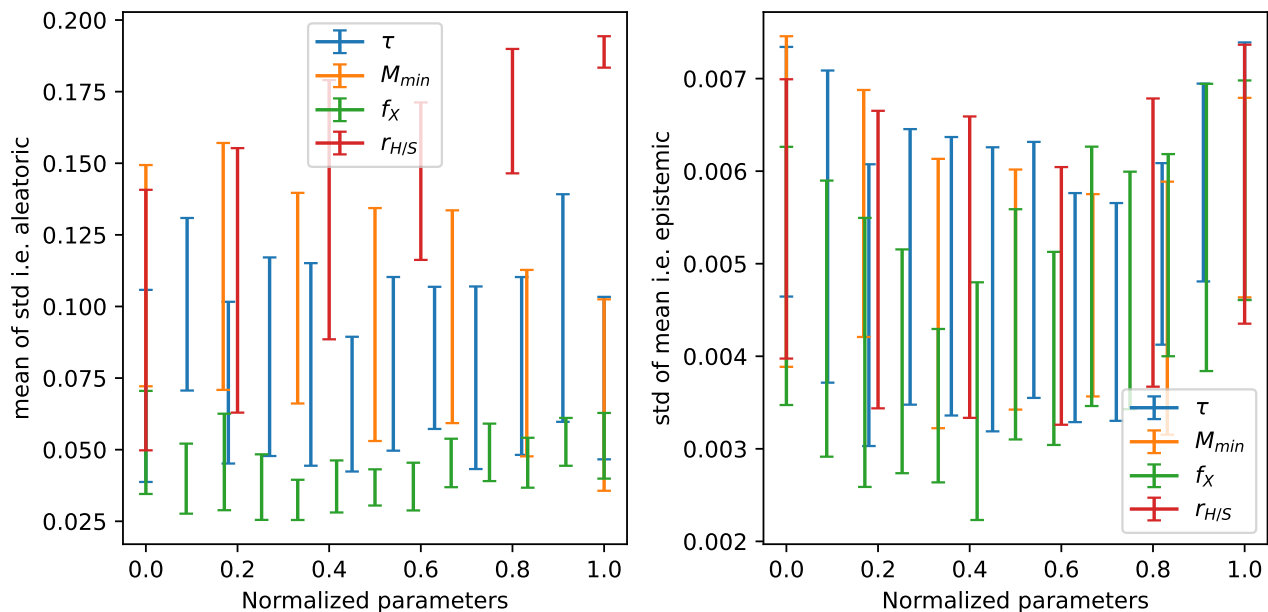 mean of std i.e. aleatoric
0.200
0.175
0.150
0.125
0.100
0.075
0.050
0.025
τ
M_min
f_X
r_H/S
0.0 0.2 0.4 0.6 0.8 1.0
Normalized parameters
std of mean i.e. epistemic
0.007
0.006
0.005
0.004
0.003
0.002
τ
M_min
f_X
r_H/S
0.0 0.2 0.4 0.6 0.8 1.0
Normalized parameters